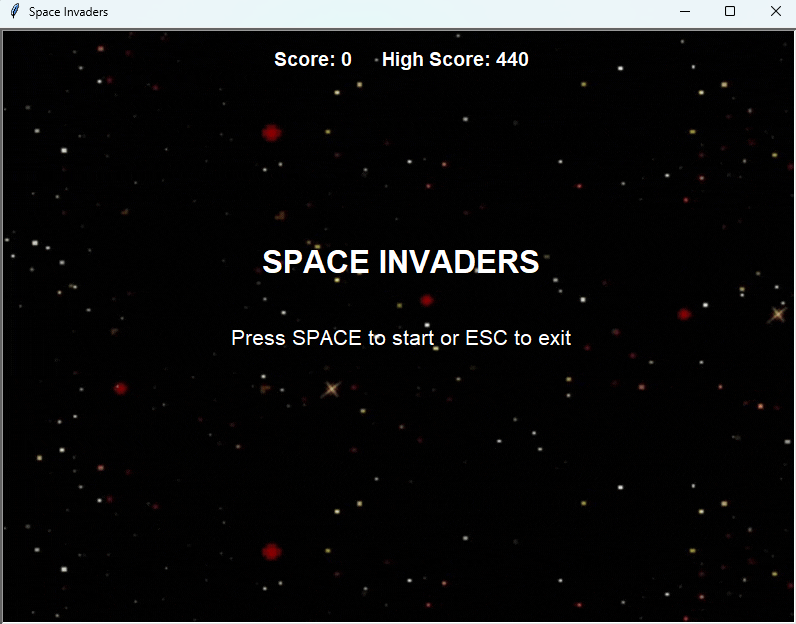 Space Invaders
Score: 0 High Score: 440
SPACE INVADERS
Press SPACE to start or ESC to exit